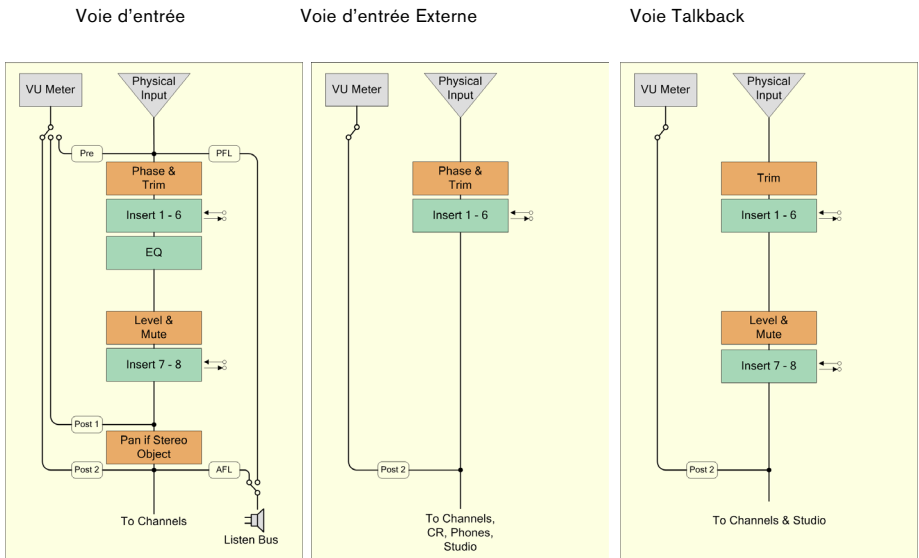 Voie d'entrée
Voie d'entrée Externe
Voie Talkback
VU Meter
Physical
Input
Pre
PFL
Phase &
Trim
Insert 1 - 6
EQ
Level &
Mute
Insert 7 - 8
Post 1
Pan if Stereo
Object
Post 2
AFL
To Channels
Listen Bus
VU Meter
Physical
Input
Phase &
Trim
Insert 1 - 6
Post 2
To Channels,
CR, Phones,
Studio
VU Meter
Physical
Input
Trim
Insert 1 - 6
Level &
Mute
Insert 7 - 8
Post 2
To Channels & Studio